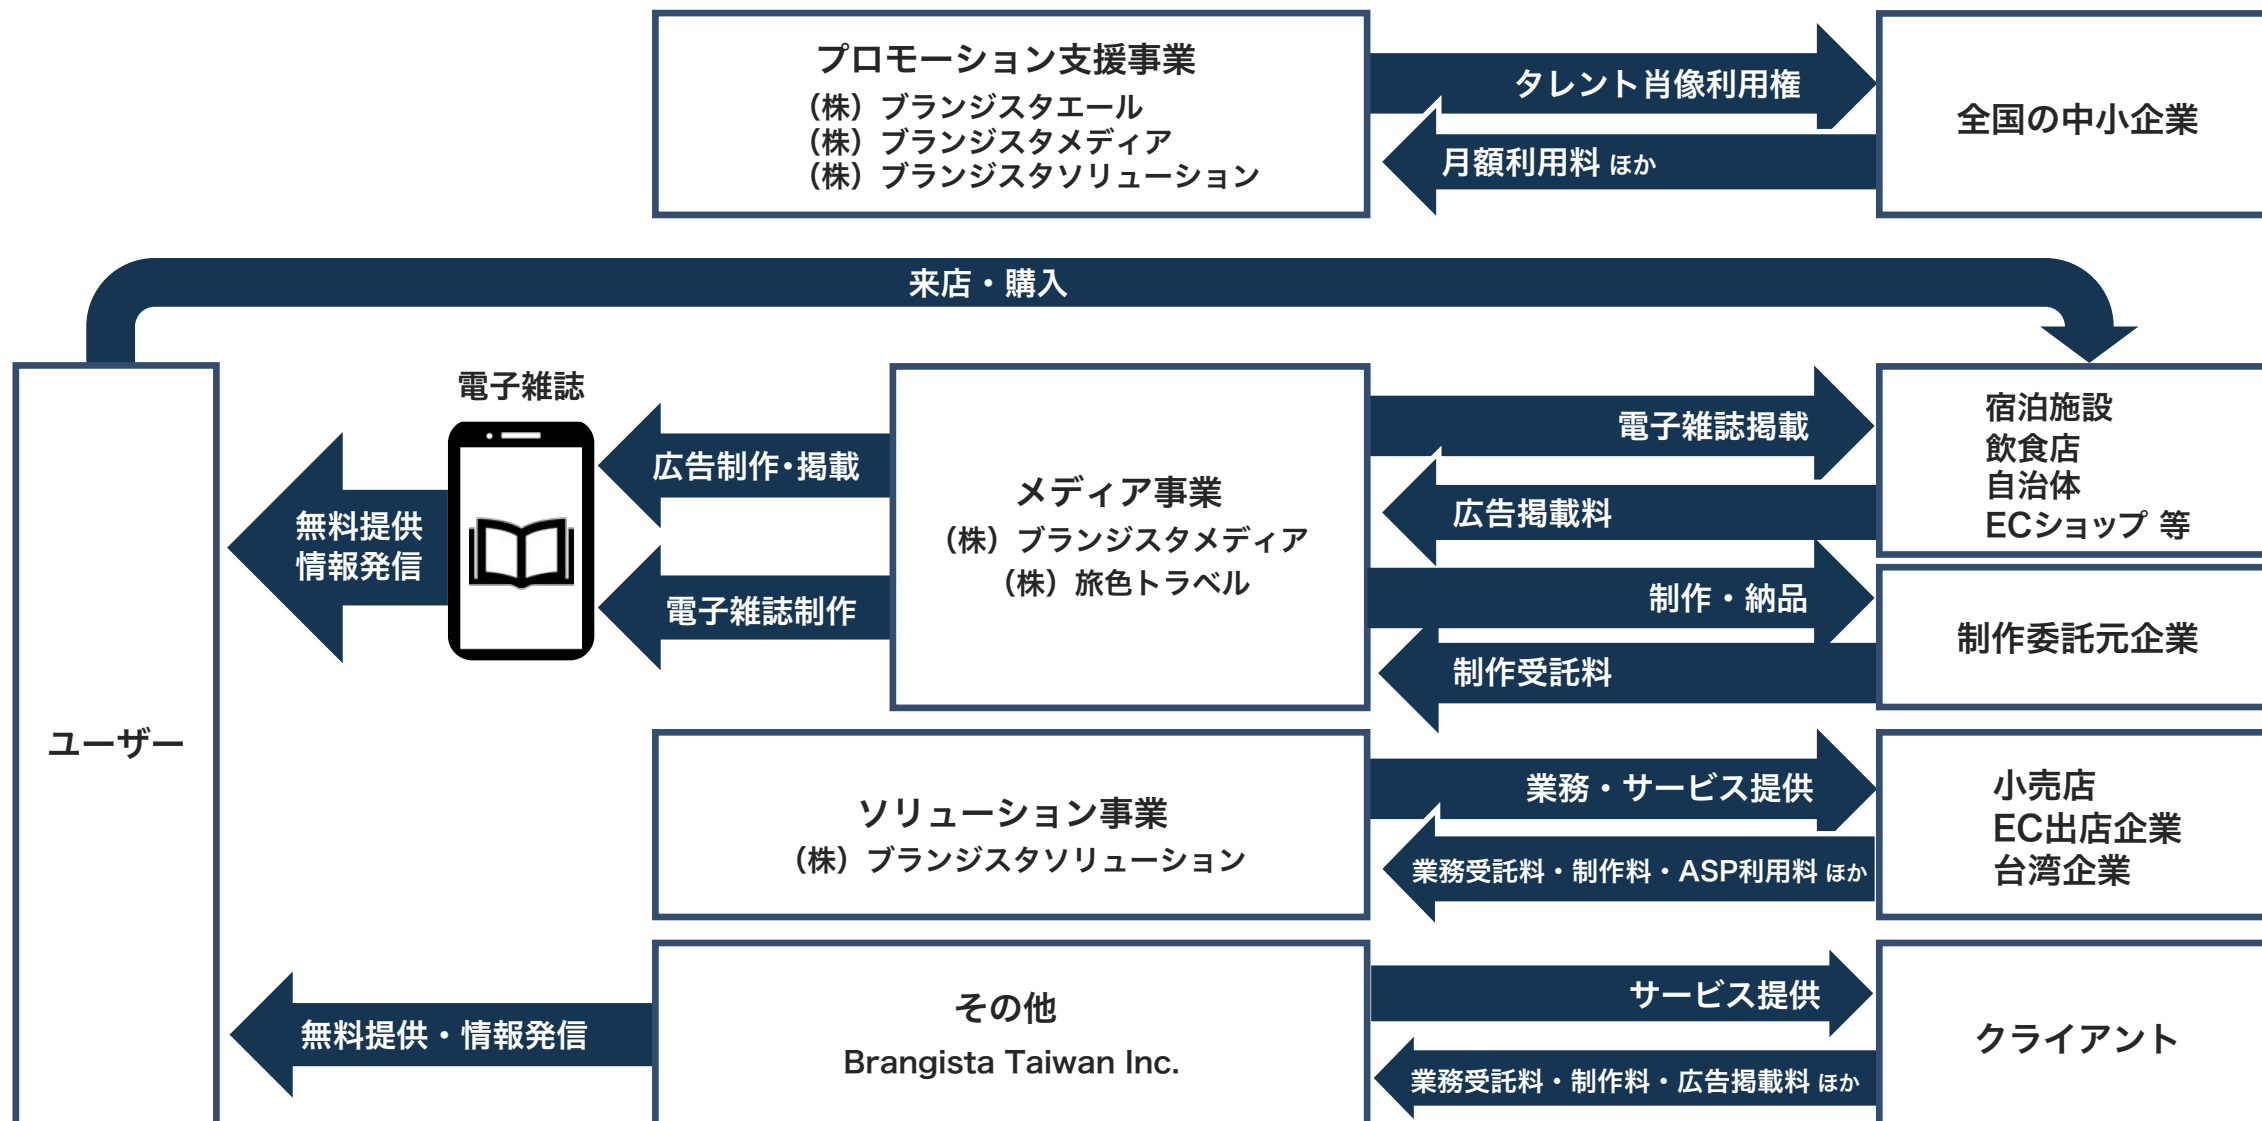 プロモーション支援事業
（株）ブランジスタエール
（株）ブランジスタメディア
（株）ブランジスタソリューション
タレント肖像利用権
月額利用料 ほか
全国の中小企業
来店・購入
ユーザー
電子雑誌
無料提供
情報発信
広告制作・掲載
電子雑誌制作
メディア事業
（株）ブランジスタメディア
（株）旅色トラベル
電子雑誌掲載
広告掲載料
制作・納品
制作受託料
宿泊施設
飲食店
自治体
ECショップ 等
制作委託元企業
ソリューション事業
（株）ブランジスタソリューション
業務・サービス提供
業務受託料・制作料・ASP利用料 ほか
小売店
EC出店企業
台湾企業
無料提供・情報発信
その他
Brangista Taiwan Inc.
サービス提供
業務受託料・制作料・広告掲載料 ほか
クライアント